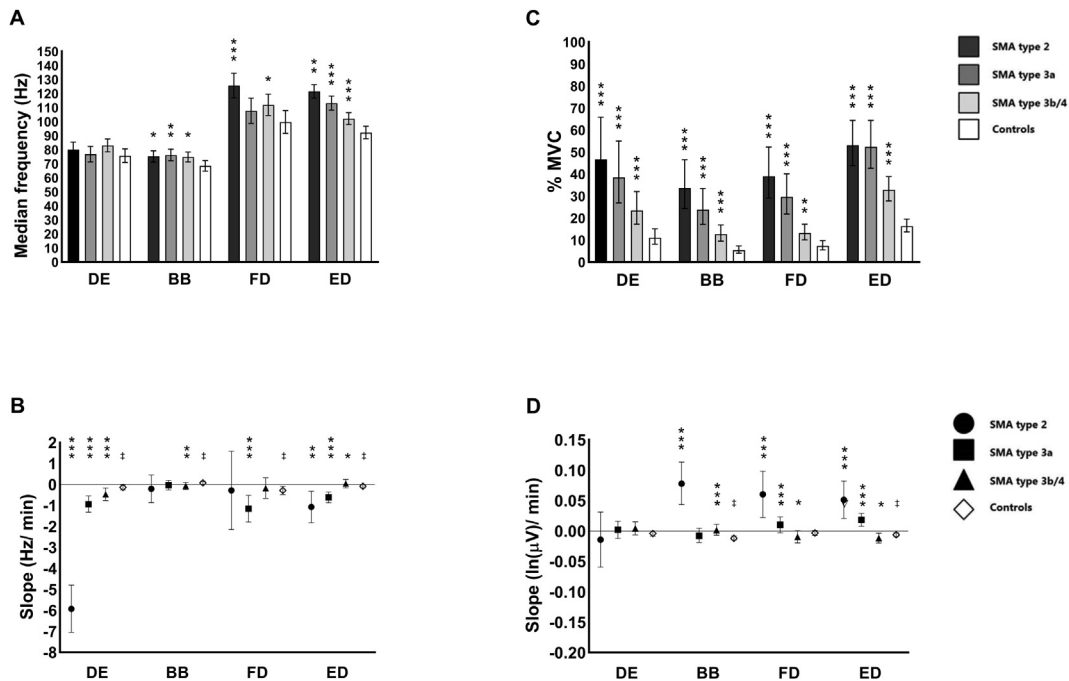 A
Median frequency (Hz)
150
140
130
120
110
100
90
80
70
60
50
40
30
20
10
0
* * *
* *
* * *
* * *
*
* * *
*
*
DE
BB
FD
ED
C
% MVC
100
90
80
70
60
50
40
30
20
10
0
* * *
* * *
* * *
* * *
* * *
* * *
* * *
* * *
* *
* * *
* * *
* * *
DE
BB
FD
ED
SMA type 2
SMA type 3a
SMA type 3b/4
Controls
B
Slope (Hz/ min)
2
1
0
-1
-2
-3
-4
-5
-6
-7
-8
* * *
* * *
* * *
‡
* *
‡
* * *
‡
* *
* * *
*
‡
DE
BB
FD
ED
D
Slope (ln(µV)/ min)
0.15
0.10
0.05
0.00
-0.05
-0.10
-0.15
-0.20
* * *
* * *
‡
* * *
* * *
*
* * *
* * *
*
‡
DE
BB
FD
ED
SMA type 2
SMA type 3a
SMA type 3b/4
Controls